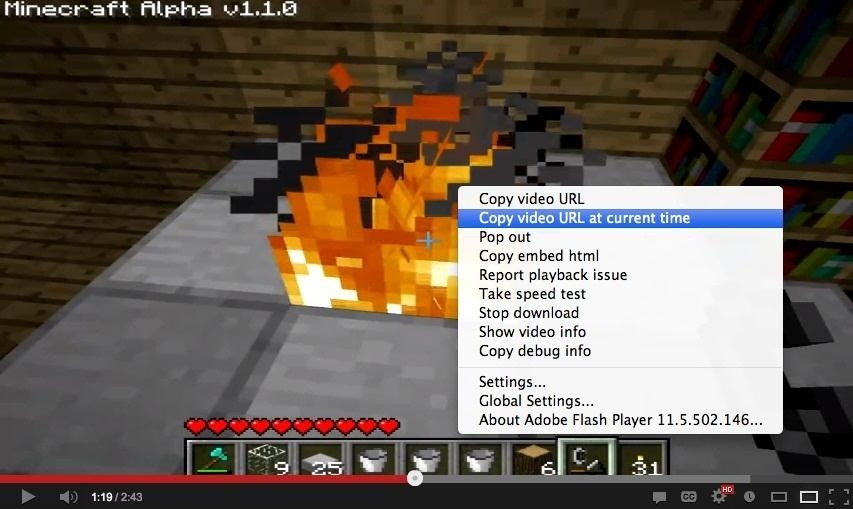 Minecraft Alpha v1.1.0
Copy video URL
Copy video URL at current time
Pop out
Copy embed html
Report playback issue
Take speed test
Stop download
Show video info
Copy debug info
Settings...
Global Settings...
About Adobe Flash Player 11.5.502.146...
9 25 6 31
1:19 / 2:43 CC HD